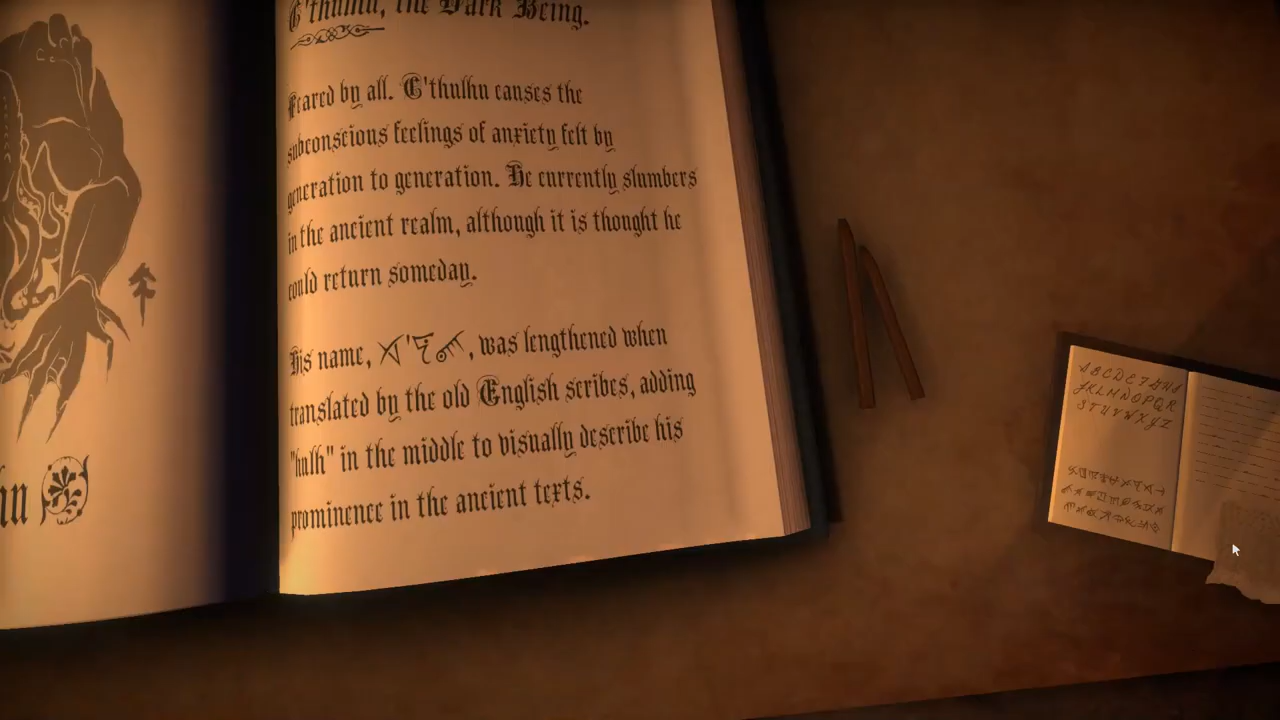 C'thulhu, the Dark Being.
Feared by all. C'thulhu causes the
subconscious feelings of anxiety felt by
generation to generation. He currently slumbers
in the ancient realm, although it is thought he
could return someday.
His name, , was lengthened when
translated by the old English scribes, adding
"hulh" in the middle to visually describe his
prominence in the ancient texts.
A B C D E F G H I
J K L M N O P Q R
S T U V W X Y Z